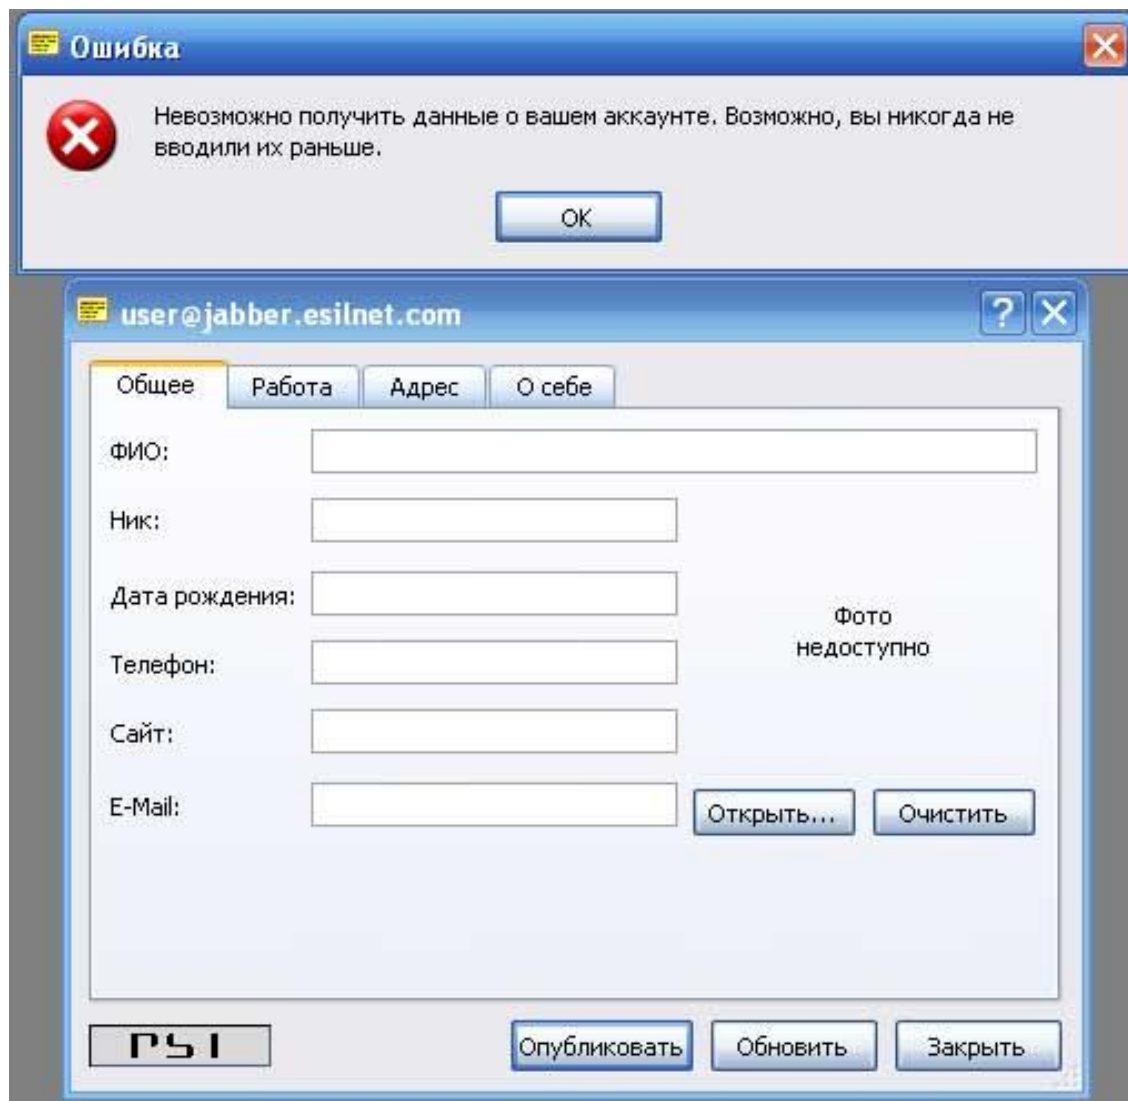 Ошибка
Невозможно получить данные о вашем аккаунте. Возможно, вы никогда не
вводили их раньше.
OK
user@jabber.esilnet.com
Общее Работа Адрес О себе
ФИО:
Ник:
Дата рождения:
Фото
недоступно
Телефон:
Сайт:
E-Mail:
Открыть... Очистить
PSI
Опубликовать Обновить Закрыть